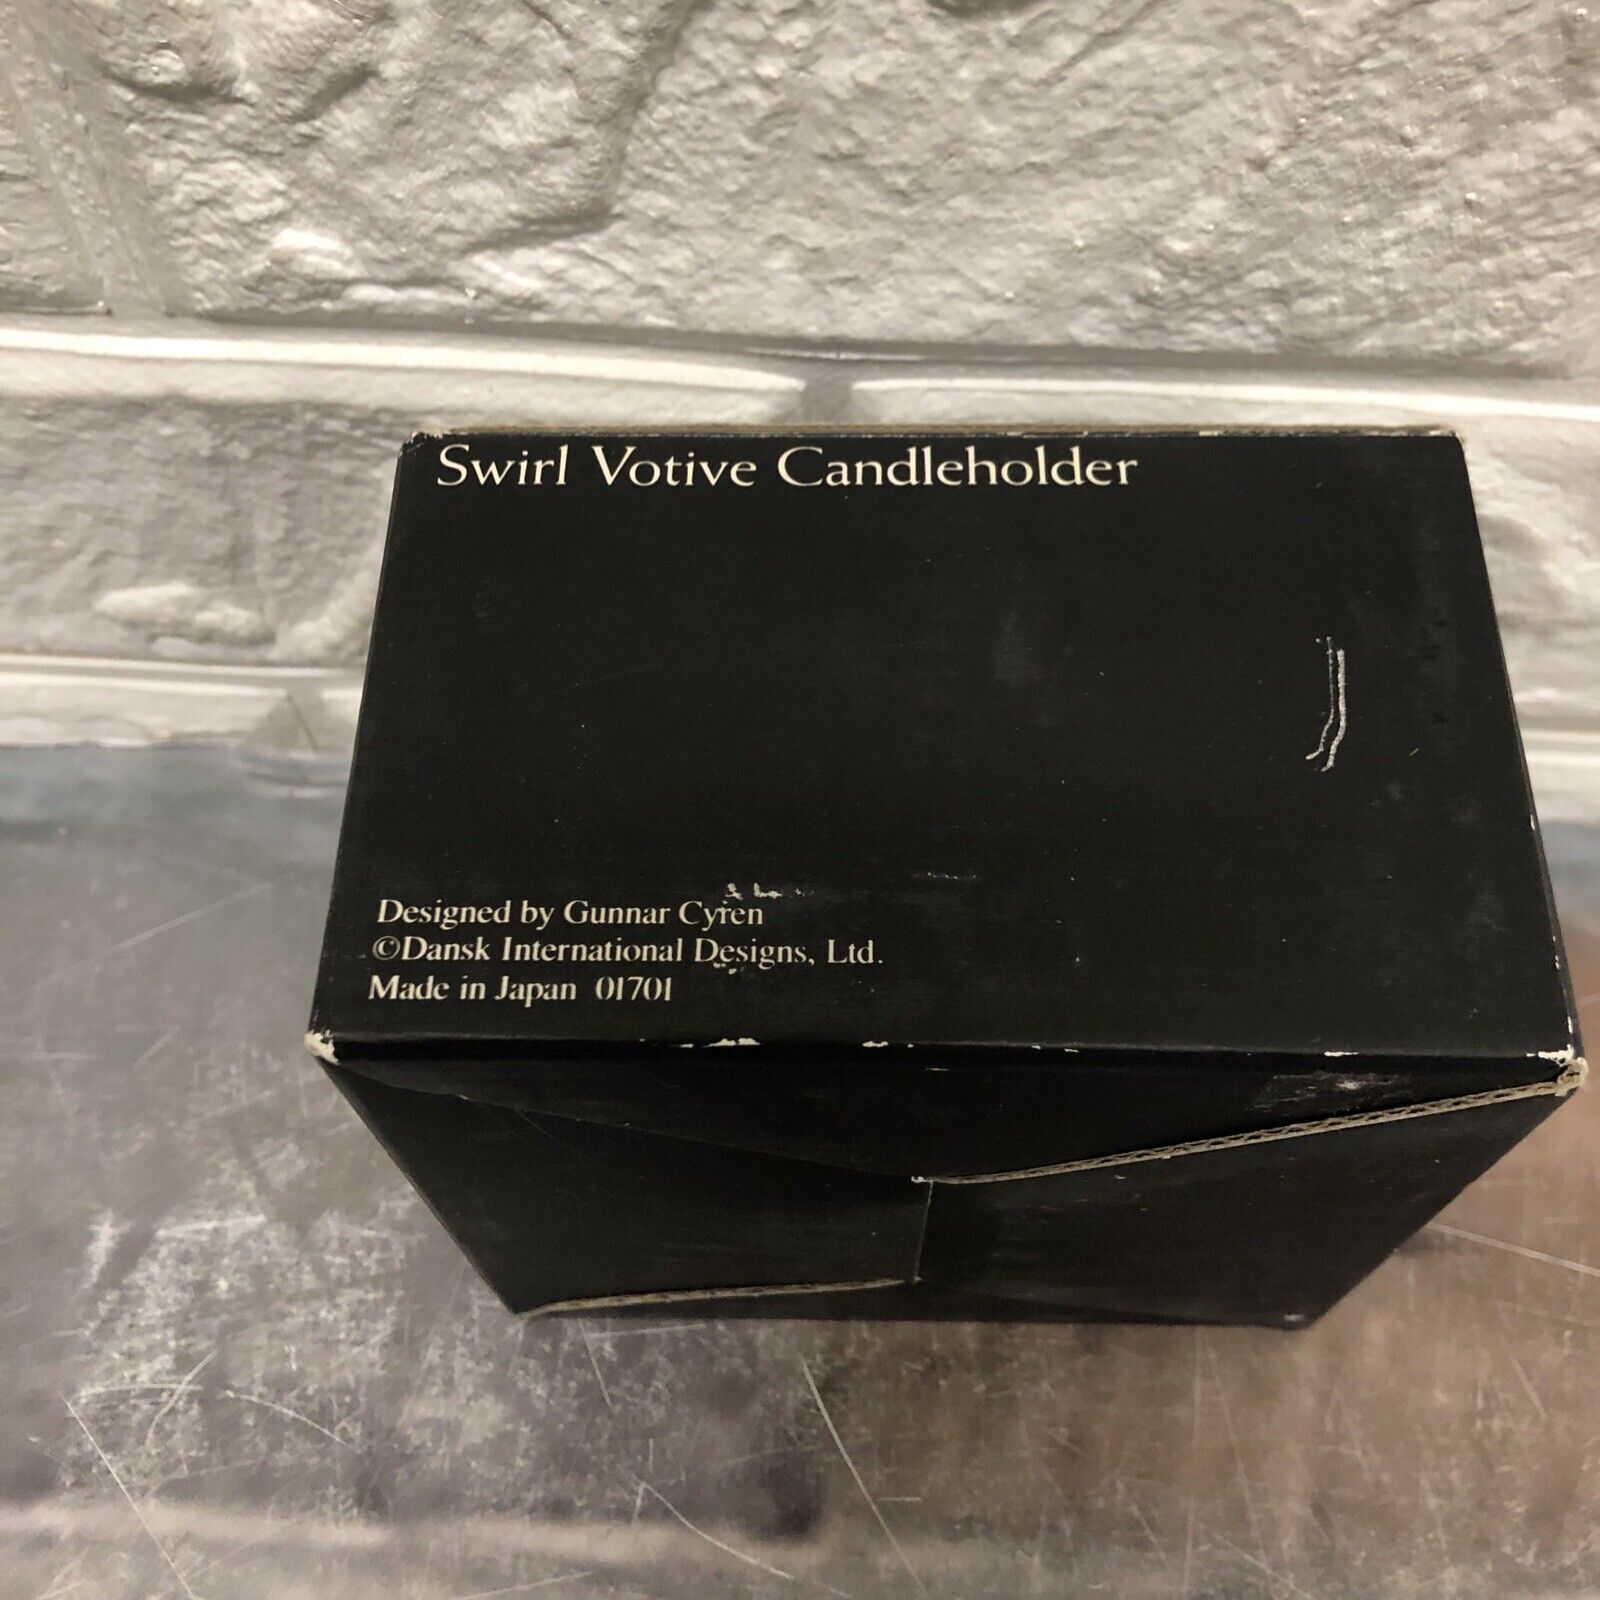 Swirl Votive Candleholder
Designed by Gunnar Cyren
©Dansk International Designs, Ltd.
Made in Japan 01701